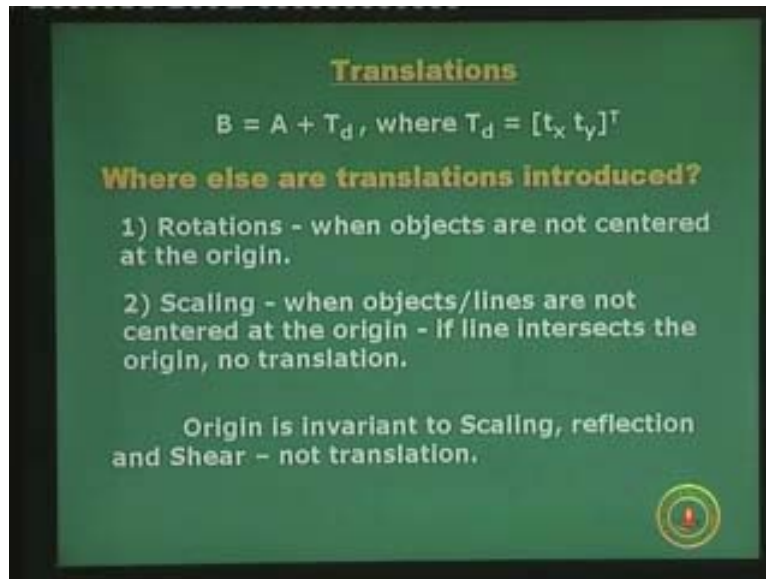 Translations
B = A + T_d, where T_d = [t_x t_y]^T
Where else are translations introduced?
1) Rotations - when objects are not centered
at the origin.
2) Scaling - when objects/lines are not
centered at the origin - if line intersects the
origin, no translation.
Origin is invariant to Scaling, reflection
and Shear – not translation.